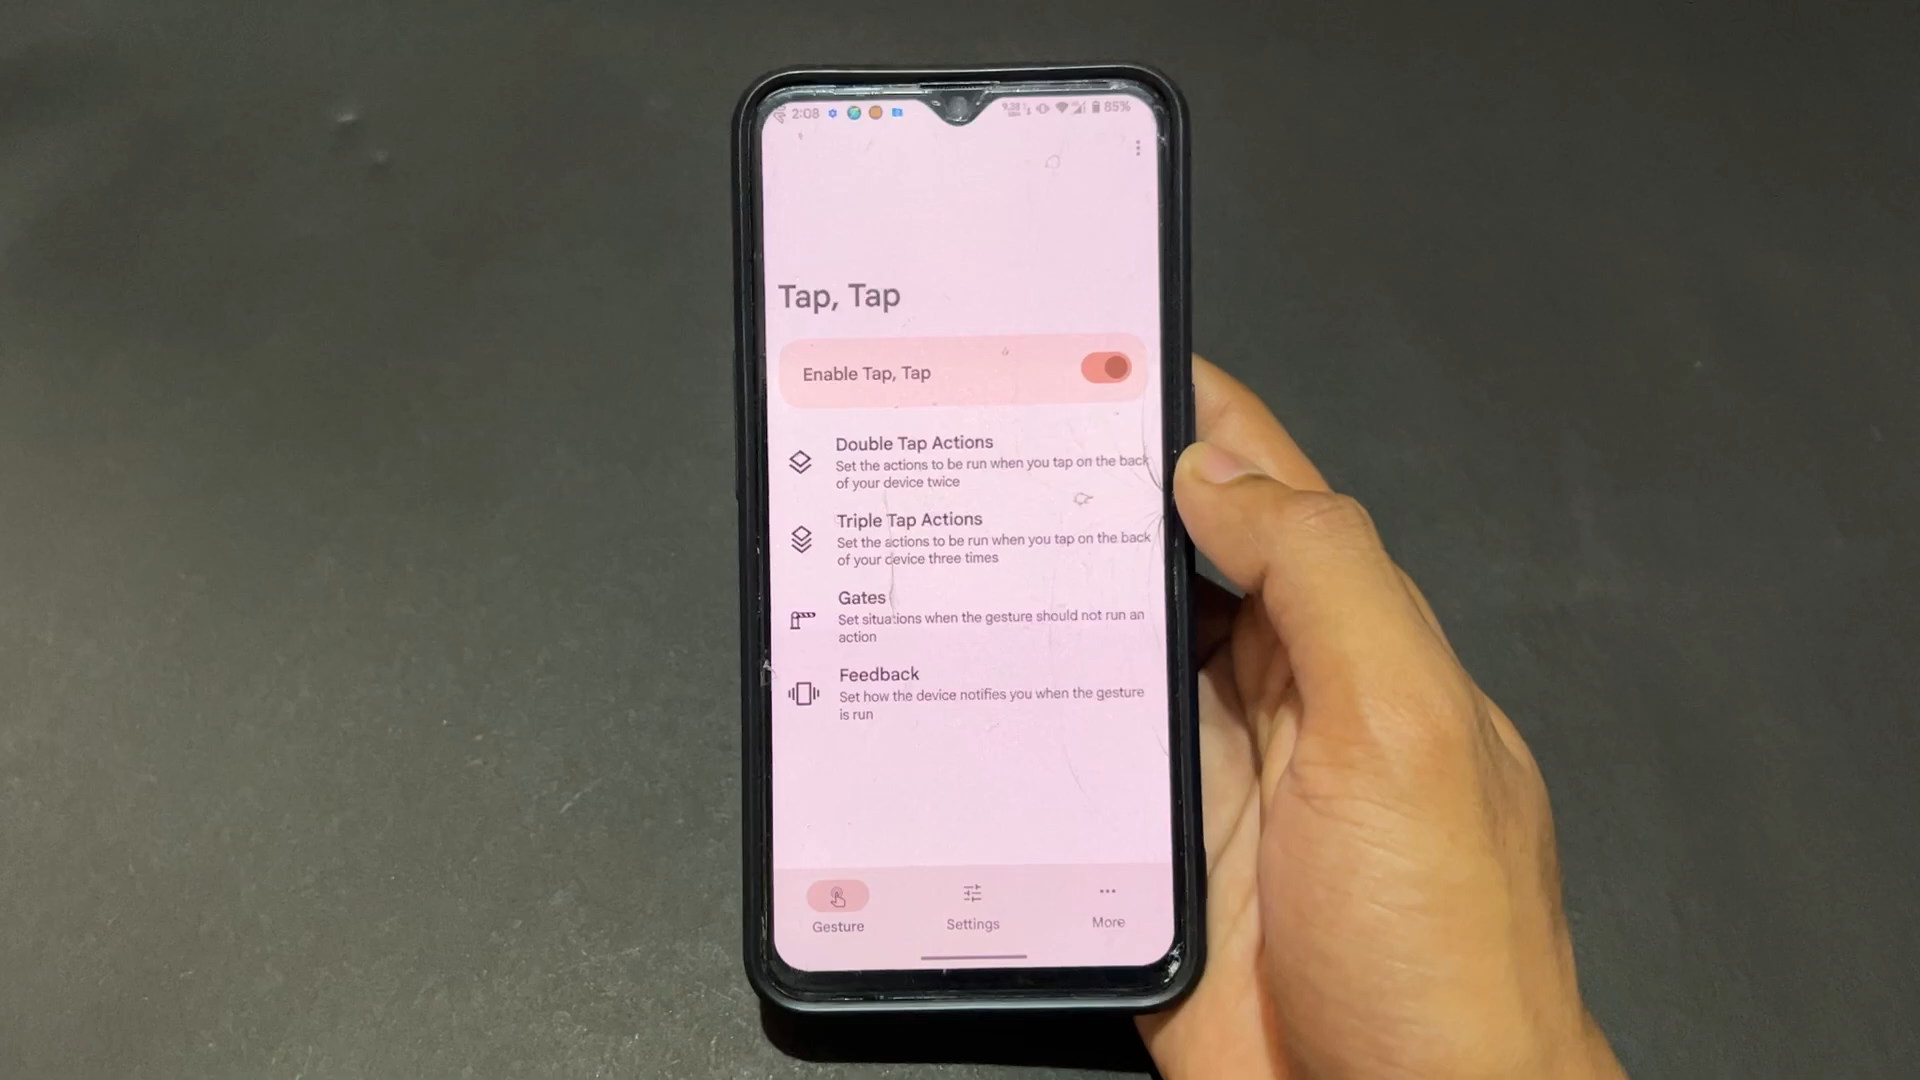 2:08
85%
Tap, Tap
Enable Tap, Tap
Double Tap Actions
Set the actions to be run when you tap on the back
of your device twice
Triple Tap Actions
Set the actions to be run when you tap on the back
of your device three times
Gates
Set situations when the gesture should not run an
action
Feedback
Set how the device notifies you when the gesture
is run
Gesture
Settings
More